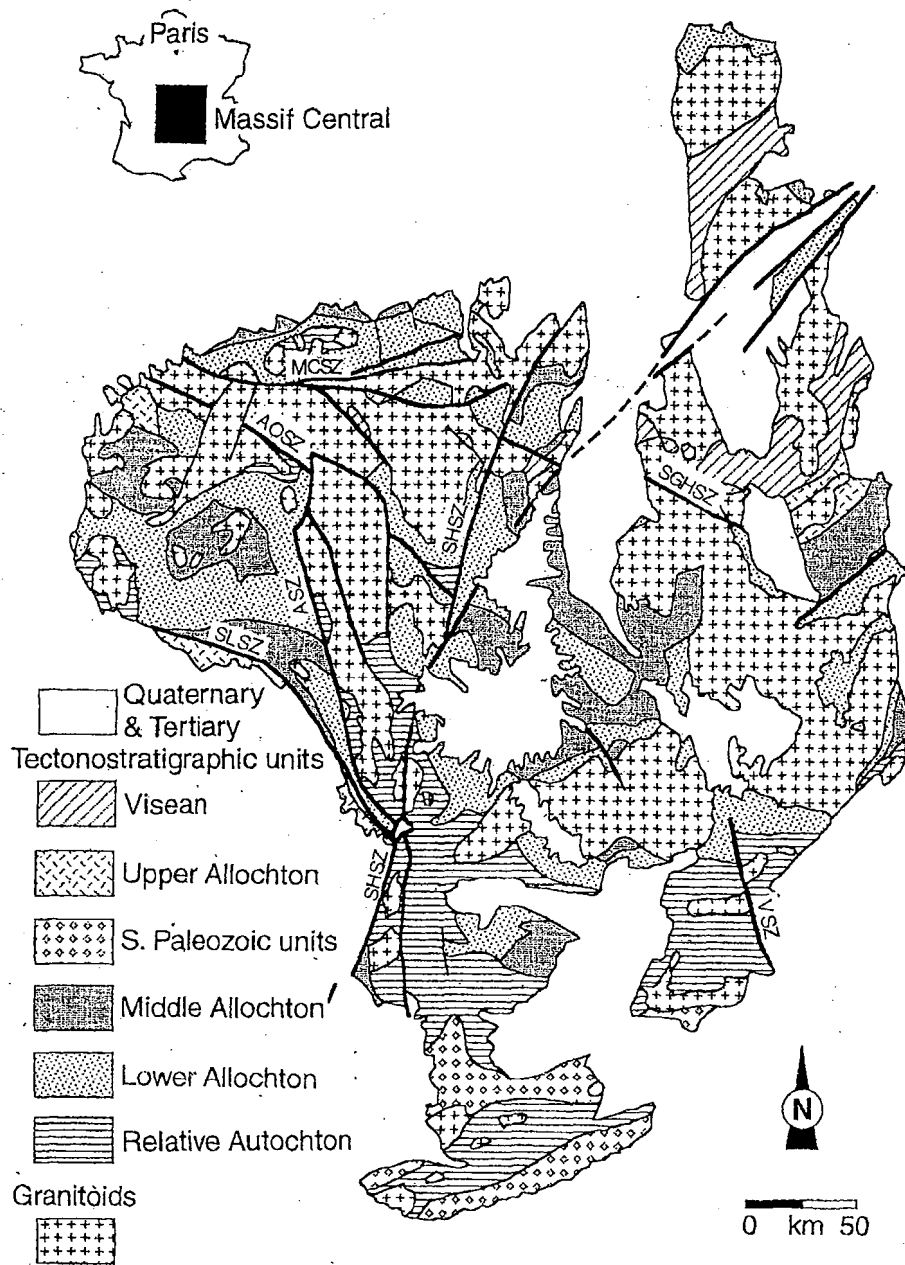 Paris
Massif Central
MCSZ
AOSZ
SHSZ
SGHSZ
ASZ
SLSZ
SHSZ
VSZ
Quaternary
& Tertiary
Tectonostratigraphic units
Visean
Upper Allochton
S. Paleozoic units
Middle Allochton
Lower Allochton
Relative Autochton
Granitoids
N
0 km 50